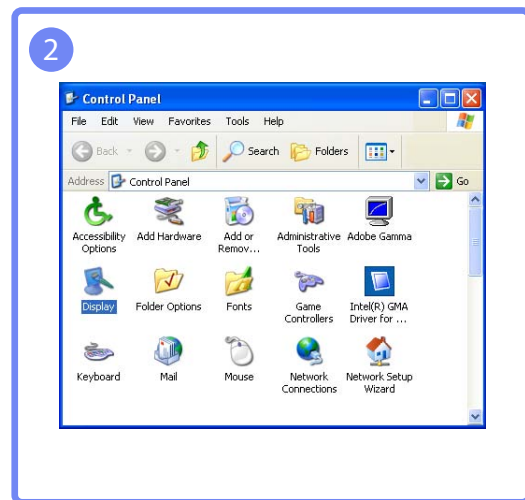 2
Control Panel
File Edit View Favorites Tools Help
Back Search Folders
Address Control Panel Go
Accessibility Options Add Hardware Add or Remov... Administrative Tools Adobe Gamma
Display Folder Options Fonts Game Controllers Intel(R) GMA Driver for ...
Keyboard Mail Mouse Network Connections Network Setup Wizard